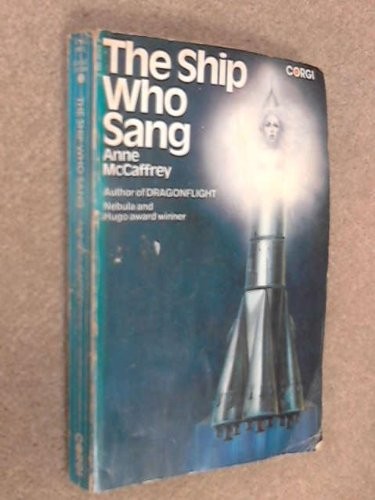 The Ship
Who
Sang
Anne
McCaffrey
Author of DRAGONFLIGHT
Nebula and
Hugo award winner
CORGI
THE SHIP WHO SANG
CORGI